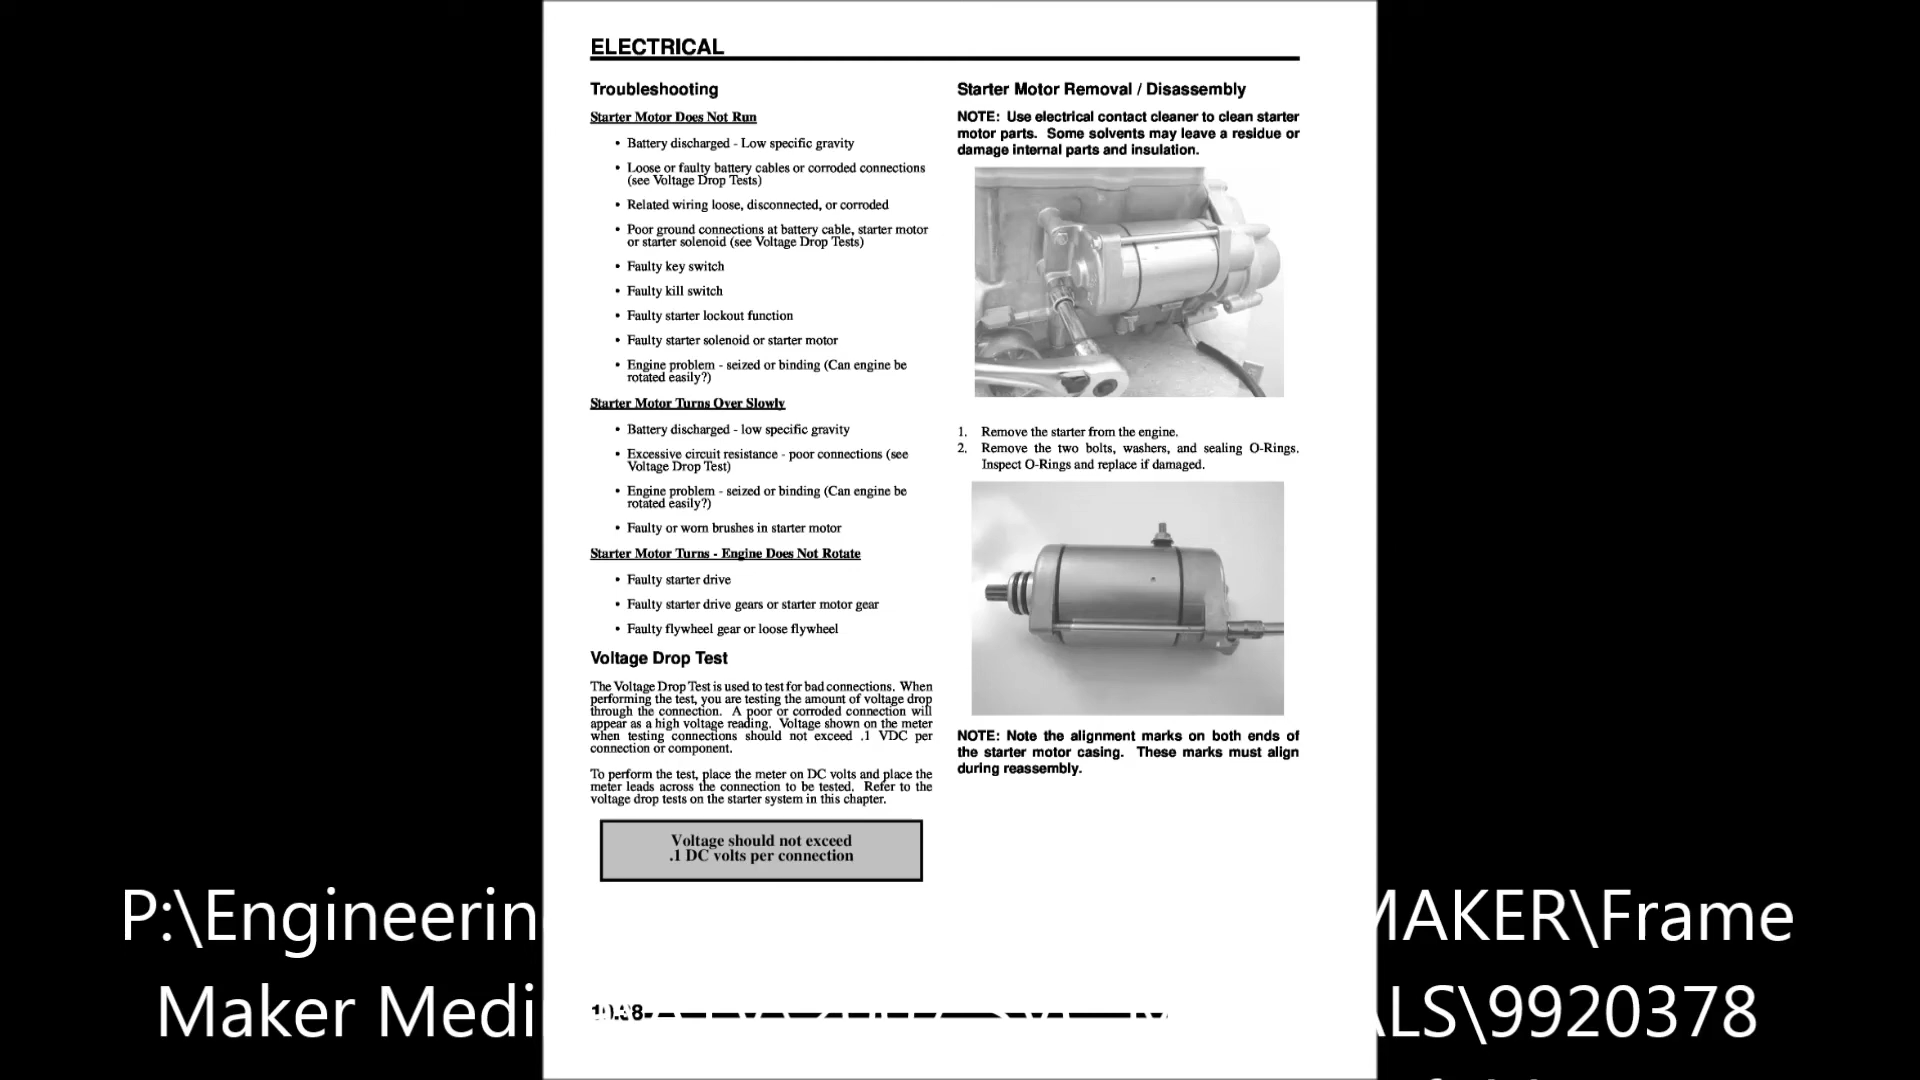 ELECTRICAL
Troubleshooting
Starter Motor Does Not Run
• Battery discharged - Low specific gravity
• Loose or faulty battery cables or corroded connections
(see Voltage Drop Tests)
• Related wiring loose, disconnected, or corroded
• Poor ground connections at battery cable, starter motor
or starter solenoid (see Voltage Drop Tests)
• Faulty key switch
• Faulty kill switch
• Faulty starter lockout function
• Faulty starter solenoid or starter motor
• Engine problem - seized or binding (Can engine be
rotated easily?)
Starter Motor Turns Over Slowly
• Battery discharged - low specific gravity
• Excessive circuit resistance - poor connections (see
Voltage Drop Test)
• Engine problem - seized or binding (Can engine be
rotated easily?)
• Faulty or worn brushes in starter motor
Starter Motor Turns - Engine Does Not Rotate
• Faulty starter drive
• Faulty starter drive gears or starter motor gear
• Faulty flywheel gear or loose flywheel
Voltage Drop Test
The Voltage Drop Test is used to test for bad connections. When
performing the test, you are testing the amount of voltage drop
through the connection. A poor or corroded connection will
appear as a high voltage reading. Voltage shown on the meter
when testing connections should not exceed .1 VDC per
connection or component.
To perform the test, place the meter on DC volts and place the
meter leads across the connection to be tested. Refer to the
voltage drop tests on the starter system in this chapter.
Voltage should not exceed
.1 DC volts per connection
Starter Motor Removal / Disassembly
NOTE: Use electrical contact cleaner to clean starter
motor parts. Some solvents may leave a residue or
damage internal parts and insulation.
1. Remove the starter from the engine.
2. Remove the two bolts, washers, and sealing O-Rings.
Inspect O-Rings and replace if damaged.
NOTE: Note the alignment marks on both ends of
the starter motor casing. These marks must align
during reassembly.
P:\Engineerin MAKER\Frame
Maker Medi ALS\9920378
10.38